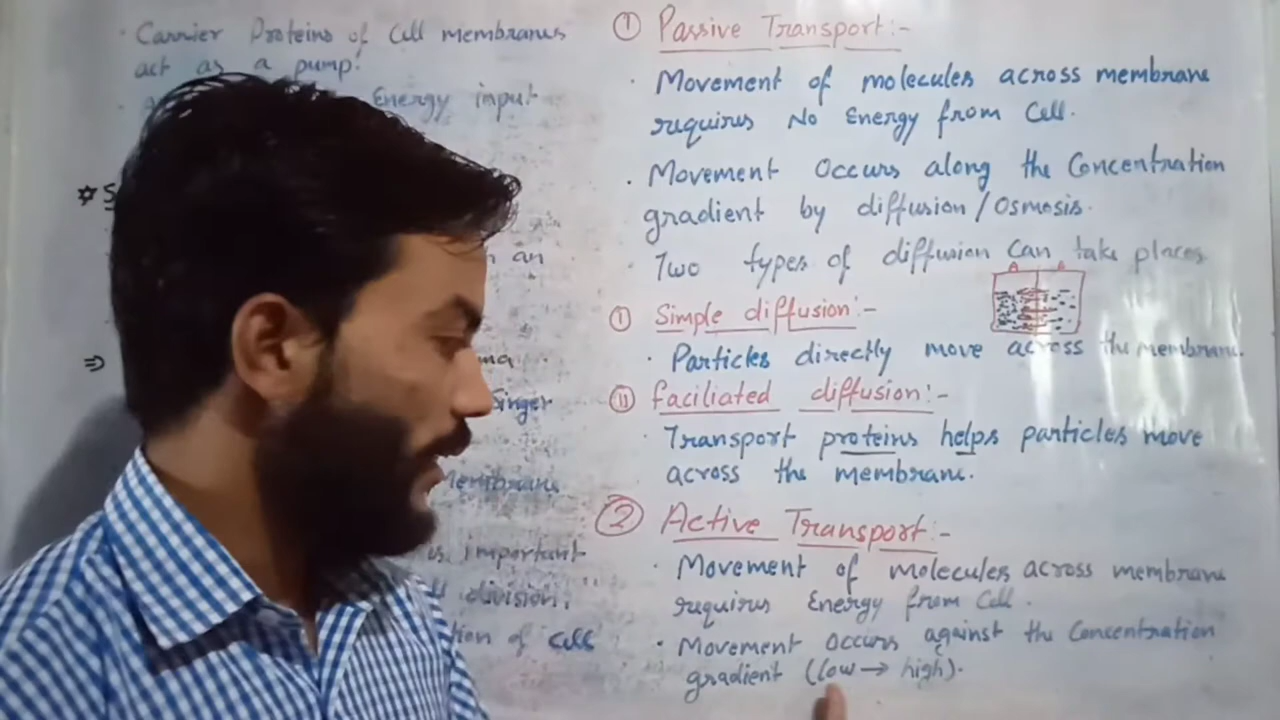 • Carrier Proteins of Cell membranes
act as a pump.
Energy input
☆ S
n an
⇒ ma
Singer
Membrane
is important
division.
tion of cell
① Passive Transport:-
• Movement of molecules across membrane
requires No Energy from Cell.
• Movement Occurs along the Concentration
gradient by diffusion/Osmosis.
• Two types of diffusion Can take places
A B
① Simple diffusion:-
• Particles directly move across the membrane.
⑪ faciliated diffusion:-
• Transport proteins helps particles move
across the membrane.
② Active Transport:-
• Movement of molecules across membrane
requires Energy from Cell.
• Movement occurs against the Concentration
gradient (low → high).